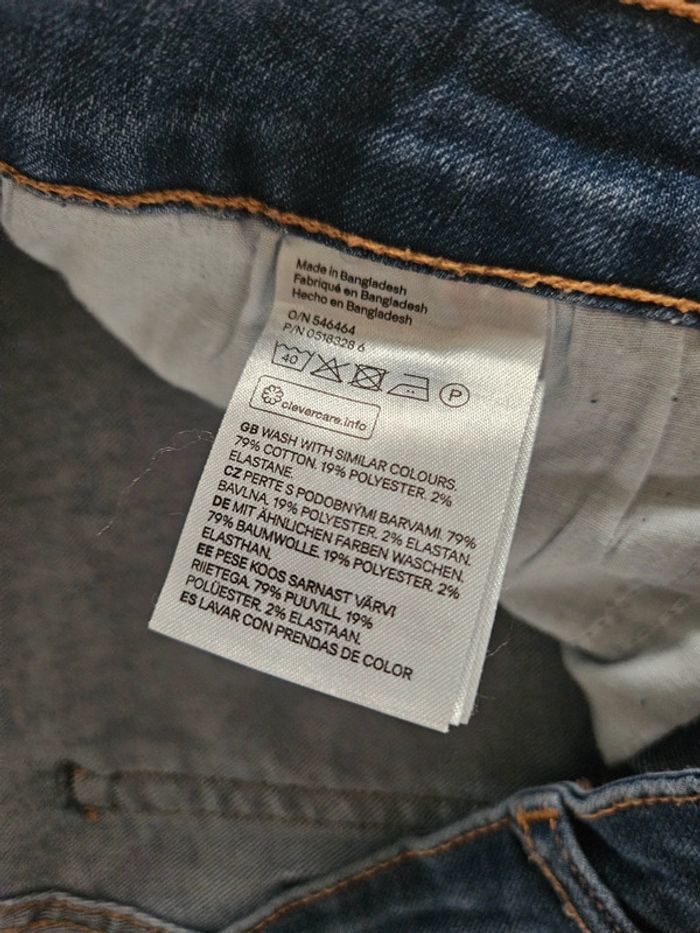 Made in Bangladesh
Fabriqué en Bangladesh
Hecho en Bangladesh
O/N 546464
P/N 0518328 6
40
P
clevercare.info
GB WASH WITH SIMILAR COLOURS.
79% COTTON. 19% POLYESTER. 2%
ELASTANE.
CZ PERTE S PODOBNÝMI BARVAMI. 79%
BAVLNA. 19% POLYESTER. 2% ELASTAN.
DE MIT ÄHNLICHEN FARBEN WASCHEN.
79% BAUMWOLLE. 19% POLYESTER. 2%
ELASTHAN.
EE PESE KOOS SARNAST VÄRVI
RIIETEGA. 79% PUUVILL. 19%
POLÜESTER. 2% ELASTAAN.
ES LAVAR CON PRENDAS DE COLOR